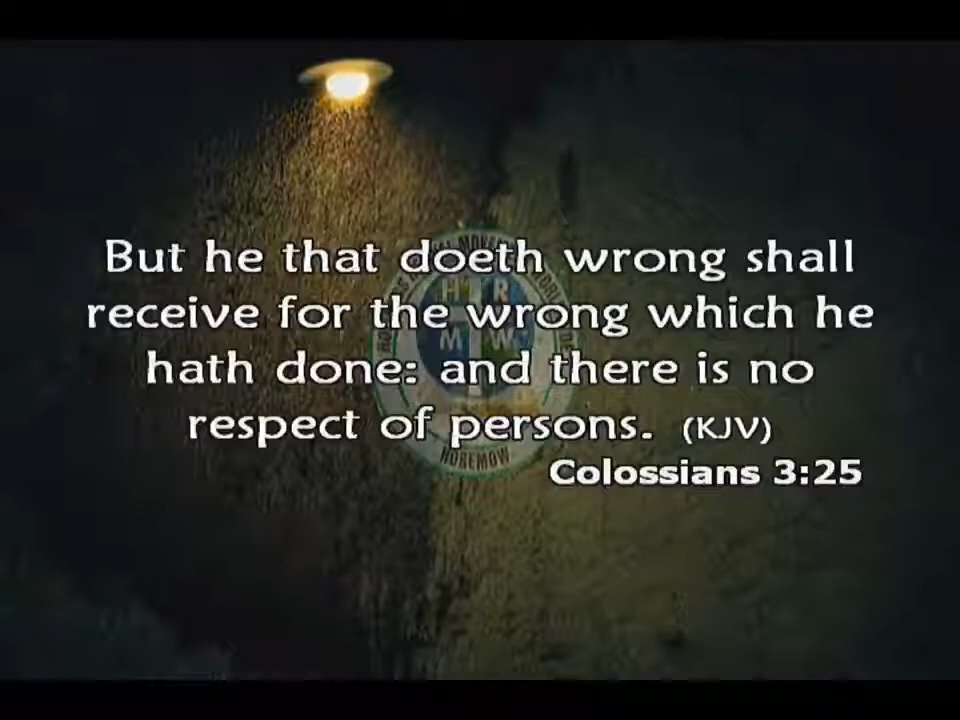 But he that doeth wrong shall
receive for the wrong which he
hath done: and there is no
respect of persons. (KJV)
Colossians 3:25
H R
M W
HOREMOW